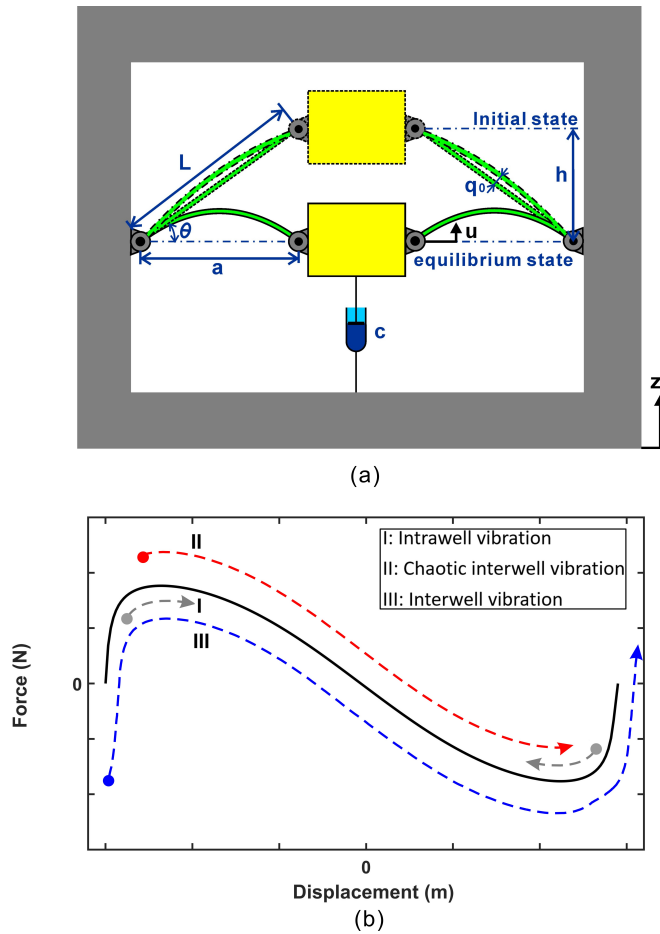 Initial state
L
q₀
h
θ
u
a
equilibrium state
c
z
(a)
II
I: Intrawell vibration
II: Chaotic interwell vibration
III: Interwell vibration
I
III
Force (N)
0
0
Displacement (m)
(b)